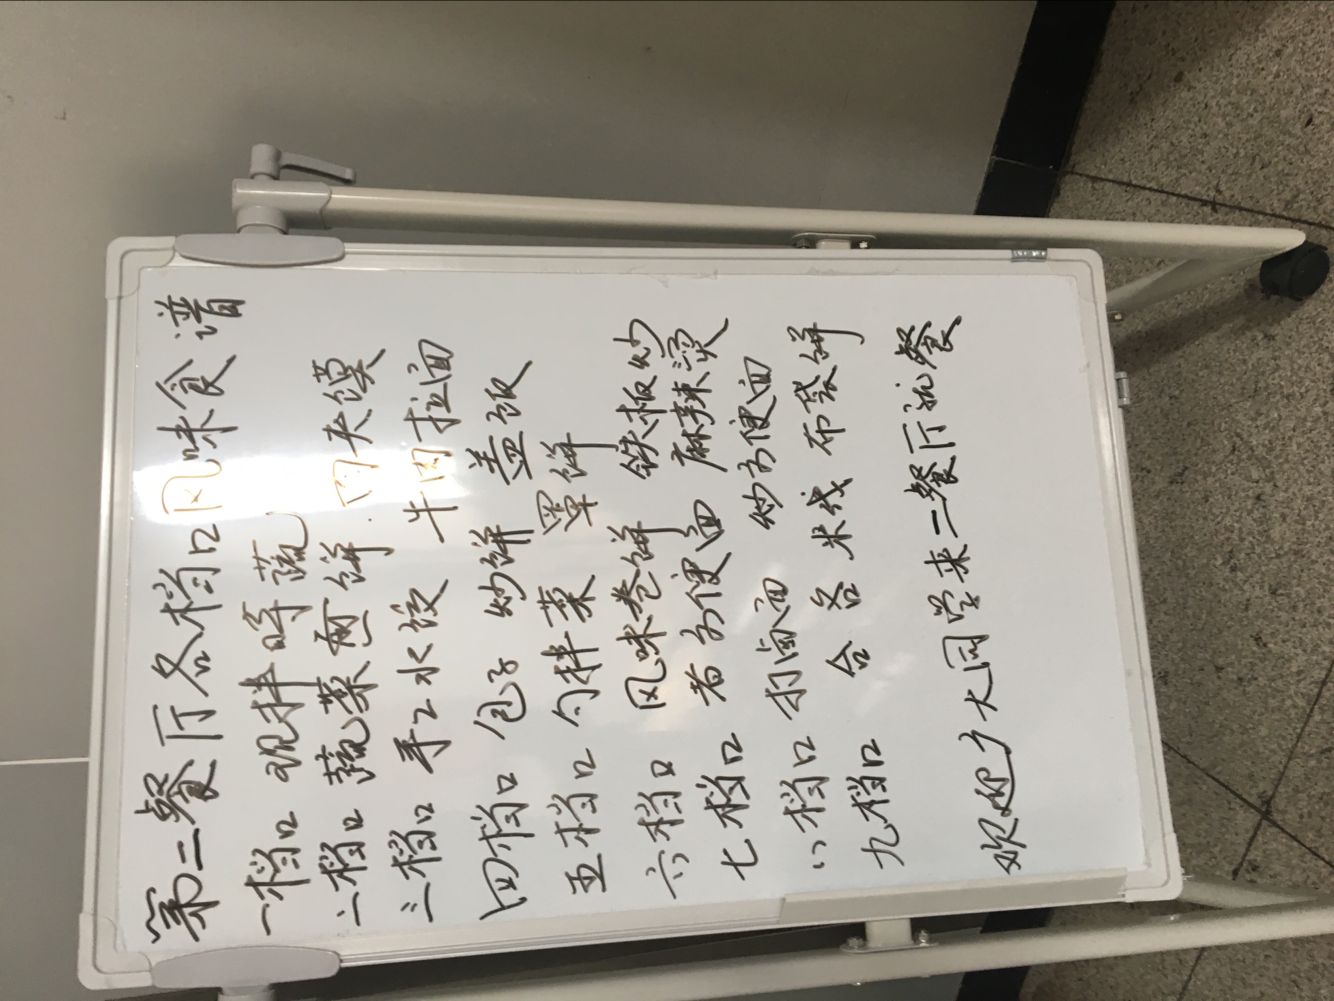 第二餐厅各档口风味食谱
一档口 现拌时蔬
二档口 蔬菜煎饼 肉夹馍
三档口 手工水饺 牛肉拉面
四档口 包子 炒饼 盖饭
五档口 勺拌菜 罩饼
六档口 风味卷饼 铁板炒
七档口 煮方便面 麻辣烫
八档口 打卤面 炒方便面
九档口 合各 米线 布袋饼
欢迎广大同学来二餐厅就餐